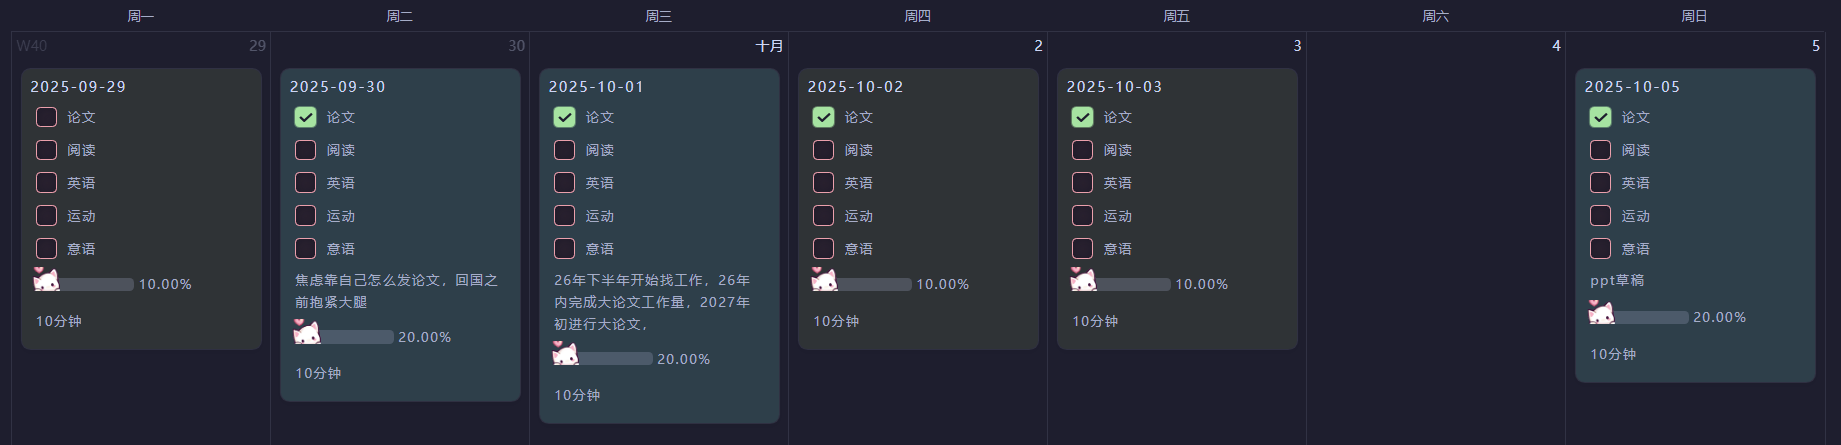 周一 周二 周三 周四 周五 周六 周日
W40 29 30 十月 2 3 4 5
2025-09-29
论文
阅读
英语
运动
意语
10.00%
10分钟
2025-09-30
论文
阅读
英语
运动
意语
焦虑靠自己怎么发论文，回国之
前抱紧大腿
20.00%
10分钟
2025-10-01
论文
阅读
英语
运动
意语
26年下半年开始找工作，26年
内完成大论文工作量，2027年
初进行大论文，
20.00%
10分钟
2025-10-02
论文
阅读
英语
运动
意语
10.00%
10分钟
2025-10-03
论文
阅读
英语
运动
意语
10.00%
10分钟
2025-10-05
论文
阅读
英语
运动
意语
ppt草稿
20.00%
10分钟